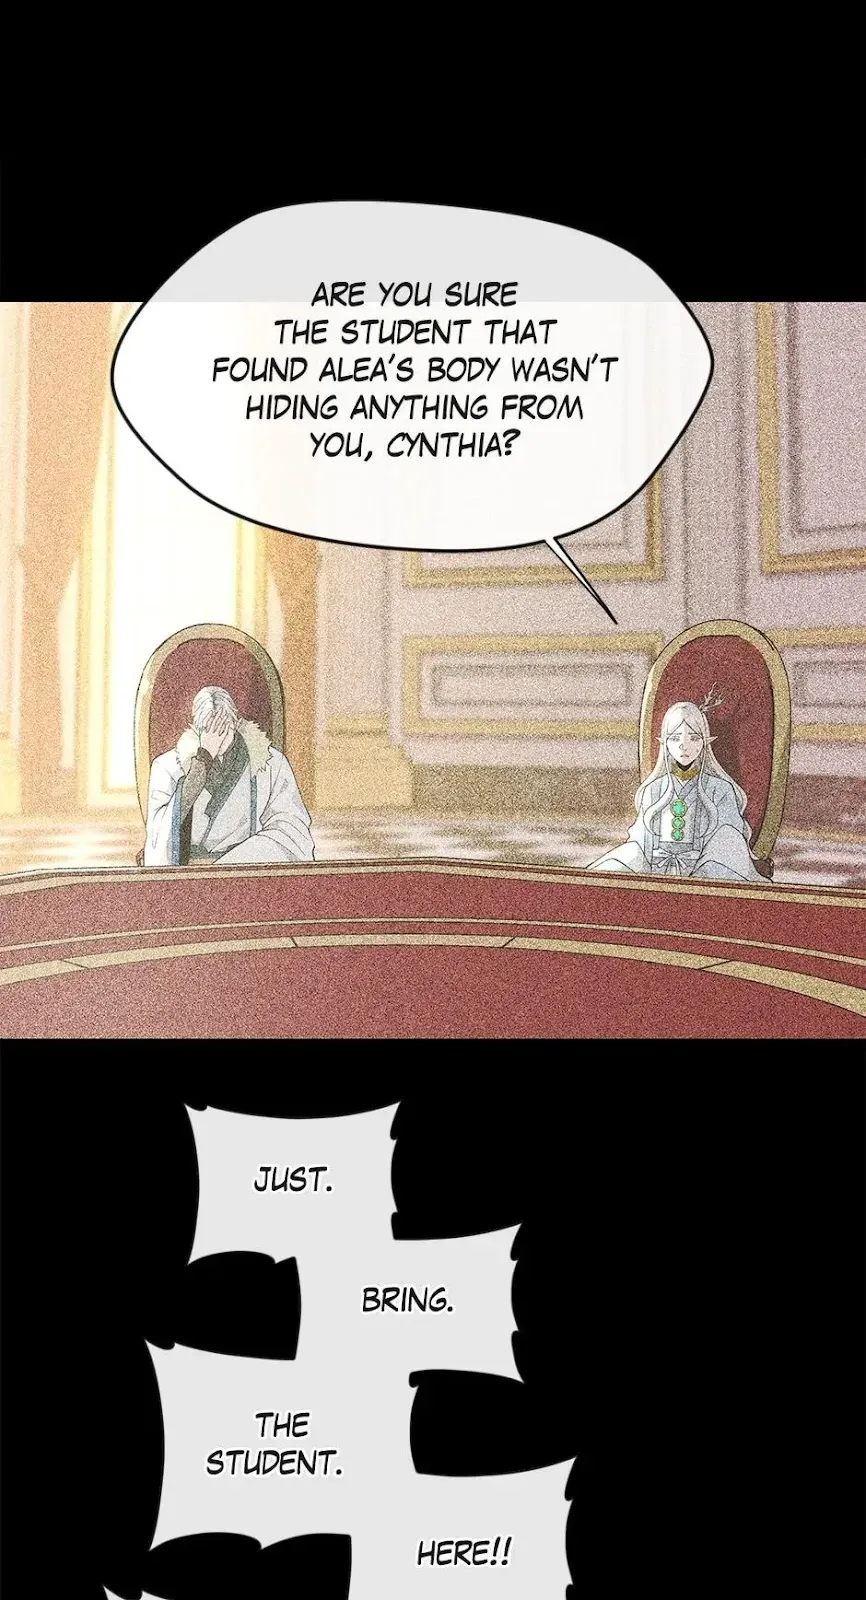 ARE YOU SURE
THE STUDENT THAT
FOUND ALEA'S BODY WASN'T
HIDING ANYTHING FROM
YOU, CYNTHIA?
JUST.
BRING.
THE
STUDENT.
HERE!!